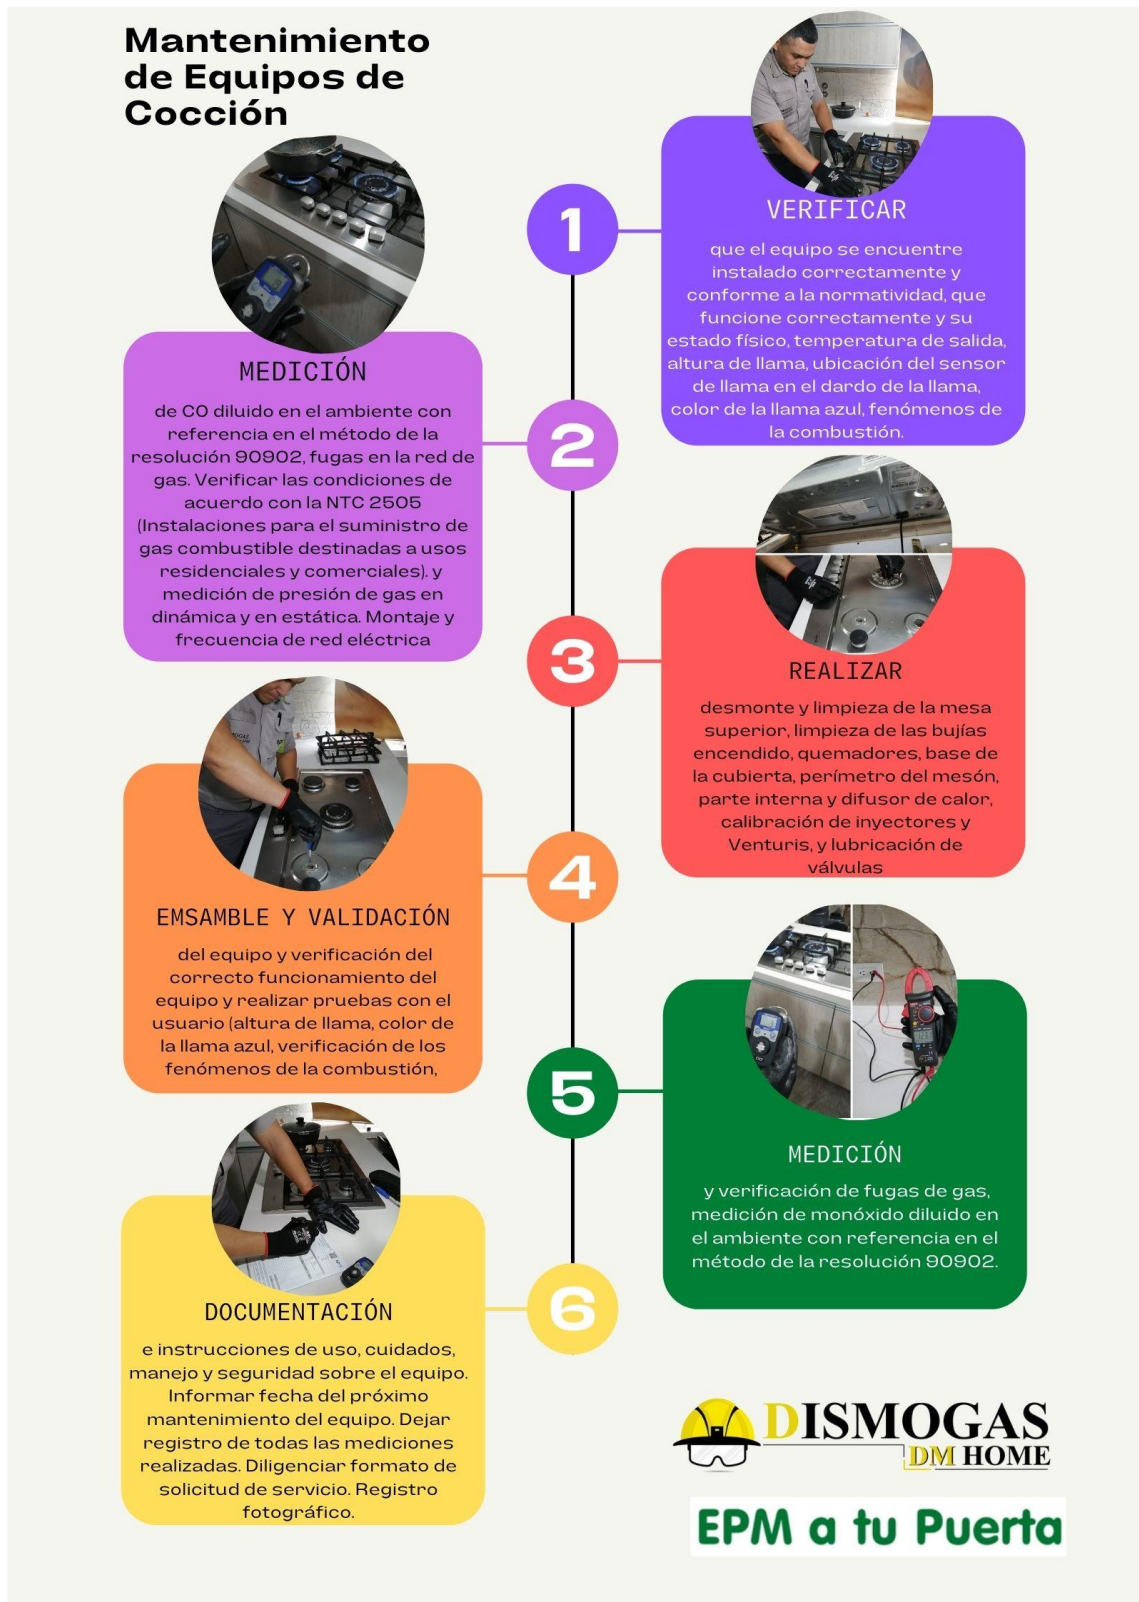 Mantenimiento
de Equipos de
Cocción
1
VERIFICAR
que el equipo se encuentre
instalado correctamente y
conforme a la normatividad, que
funcione correctamente y su
estado físico, temperatura de salida,
altura de llama, ubicación del sensor
de llama en el dardo de la llama,
color de la llama azul, fenómenos de
la combustión.
2
MEDICIÓN
de CO diluido en el ambiente con
referencia en el método de la
resolución 90902, fugas en la red de
gas. Verificar las condiciones de
acuerdo con la NTC 2505
(Instalaciones para el suministro de
gas combustible destinadas a usos
residenciales y comerciales). y
medición de presión de gas en
dinámica y en estática. Montaje y
frecuencia de red eléctrica
3
REALIZAR
desmonte y limpieza de la mesa
superior, limpieza de las bujías
encendido, quemadores, base de
la cubierta, perímetro del mesón,
parte interna y difusor de calor,
calibración de inyectores y
Venturis, y lubricación de
válvulas
4
EMSAMBLE Y VALIDACIÓN
del equipo y verificación del
correcto funcionamiento del
equipo y realizar pruebas con el
usuario (altura de llama, color de
la llama azul, verificación de los
fenómenos de la combustión,
5
MEDICIÓN
y verificación de fugas de gas,
medición de monóxido diluido en
el ambiente con referencia en el
método de la resolución 90902.
6
DOCUMENTACIÓN
e instrucciones de uso, cuidados,
manejo y seguridad sobre el equipo.
Informar fecha del próximo
mantenimiento del equipo. Dejar
registro de todas las mediciones
realizadas. Diligenciar formato de
solicitud de servicio. Registro
fotográfico.
DISMOGAS
DM HOME
EPM a tu Puerta